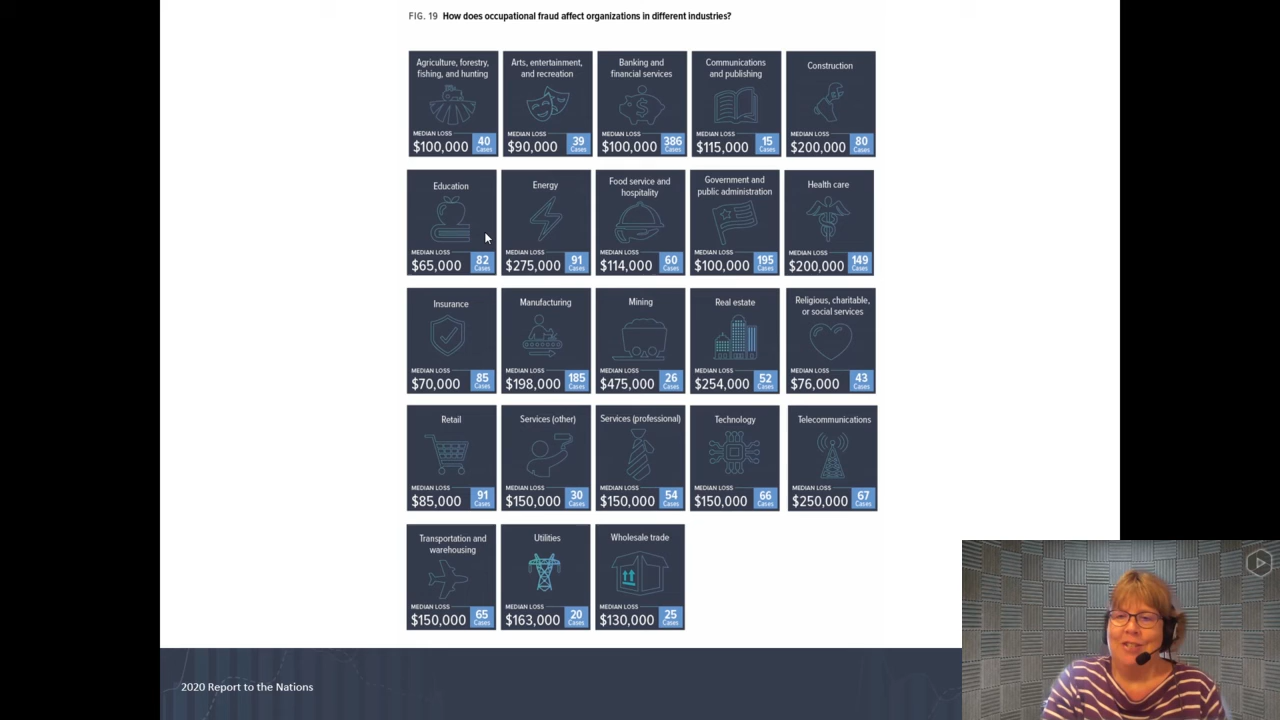 FIG. 19 How does occupational fraud affect organizations in different industries?
Agriculture, forestry,
fishing, and hunting
MEDIAN LOSS
$100,000
40
Cases
Arts, entertainment,
and recreation
MEDIAN LOSS
$90,000
39
Cases
Banking and
financial services
MEDIAN LOSS
$100,000
386
Cases
Communications
and publishing
MEDIAN LOSS
$115,000
15
Cases
Construction
MEDIAN LOSS
$200,000
80
Cases
Education
MEDIAN LOSS
$65,000
82
Cases
Energy
MEDIAN LOSS
$275,000
91
Cases
Food service and
hospitality
MEDIAN LOSS
$114,000
60
Cases
Government and
public administration
MEDIAN LOSS
$100,000
195
Cases
Health care
MEDIAN LOSS
$200,000
149
Cases
Insurance
MEDIAN LOSS
$70,000
85
Cases
Manufacturing
MEDIAN LOSS
$198,000
185
Cases
Mining
MEDIAN LOSS
$475,000
26
Cases
Real estate
MEDIAN LOSS
$254,000
52
Cases
Religious, charitable,
or social services
MEDIAN LOSS
$76,000
43
Cases
Retail
MEDIAN LOSS
$85,000
91
Cases
Services (other)
MEDIAN LOSS
$150,000
30
Cases
Services (professional)
MEDIAN LOSS
$150,000
54
Cases
Technology
MEDIAN LOSS
$150,000
66
Cases
Telecommunications
MEDIAN LOSS
$250,000
67
Cases
Transportation and
warehousing
MEDIAN LOSS
$150,000
65
Cases
Utilities
MEDIAN LOSS
$163,000
20
Cases
Wholesale trade
MEDIAN LOSS
$130,000
25
Cases
2020 Report to the Nations